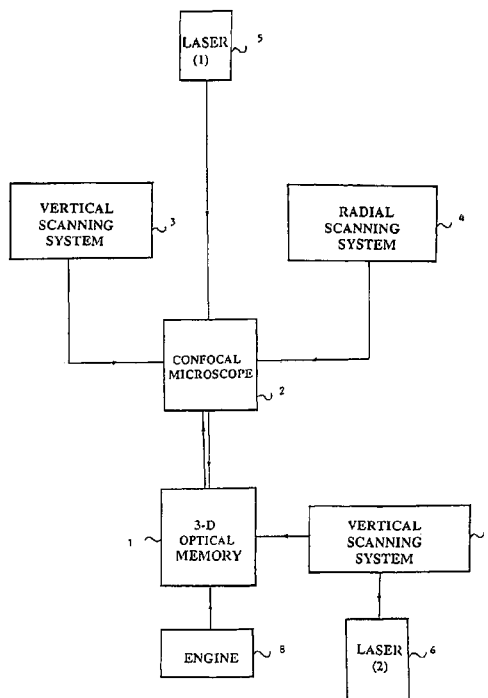 LASER
(1)
5
VERTICAL
SCANNING
SYSTEM
3
RADIAL
SCANNING
SYSTEM
4
CONFOCAL
MICROSCOPE
2
3-D
OPTICAL
MEMORY
1
VERTICAL
SCANNING
SYSTEM
ENGINE
8
LASER
(2)
6